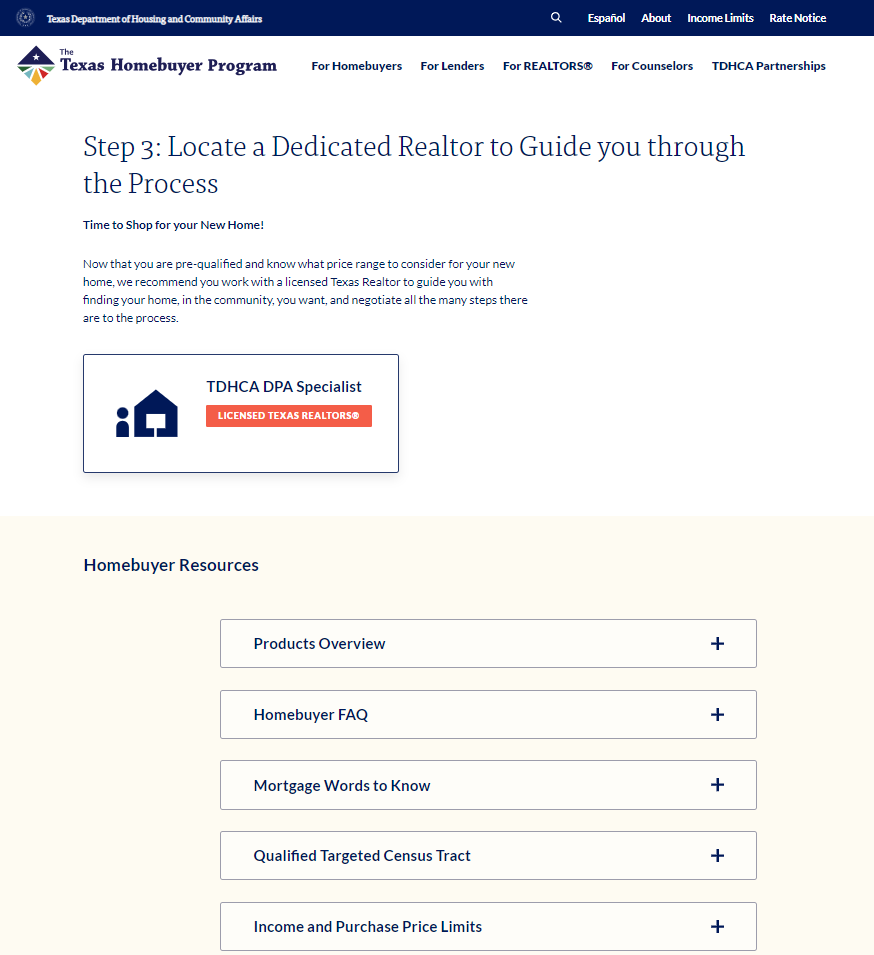 Texas Department of Housing and Community Affairs
Español About Income Limits Rate Notice
The
Texas Homebuyer Program
For Homebuyers For Lenders For REALTORS® For Counselors TDHCA Partnerships
Step 3: Locate a Dedicated Realtor to Guide you through
the Process
Time to Shop for your New Home!
Now that you are pre-qualified and know what price range to consider for your new
home, we recommend you work with a licensed Texas Realtor to guide you with
finding your home, in the community, you want, and negotiate all the many steps there
are to the process.
TDHCA DPA Specialist
LICENSED TEXAS REALTORS®
Homebuyer Resources
Products Overview
Homebuyer FAQ
Mortgage Words to Know
Qualified Targeted Census Tract
Income and Purchase Price Limits